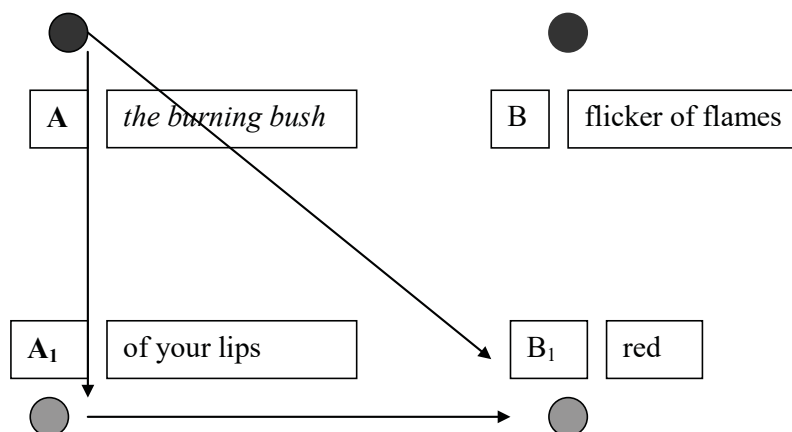 A the burning bush B flicker of flames
A₁ of your lips B₁ red